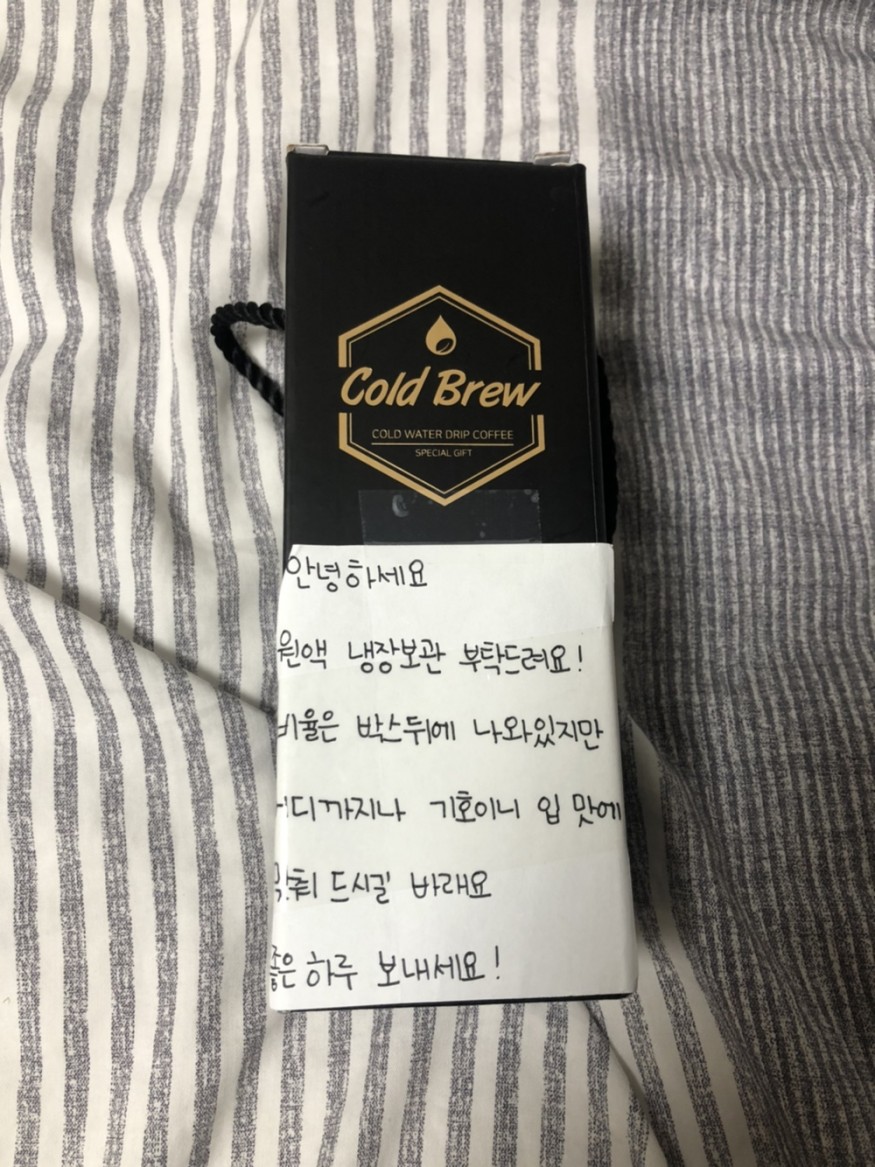 Cold Brew
COLD WATER DRIP COFFEE
SPECIAL GIFT
안녕하세요
원액 냉장보관 부탁드려요!
비율은 박스뒤에 나와있지만
어디까지나 기호이니 입 맛에
맞춰 드시길 바래요
좋은 하루 보내세요!